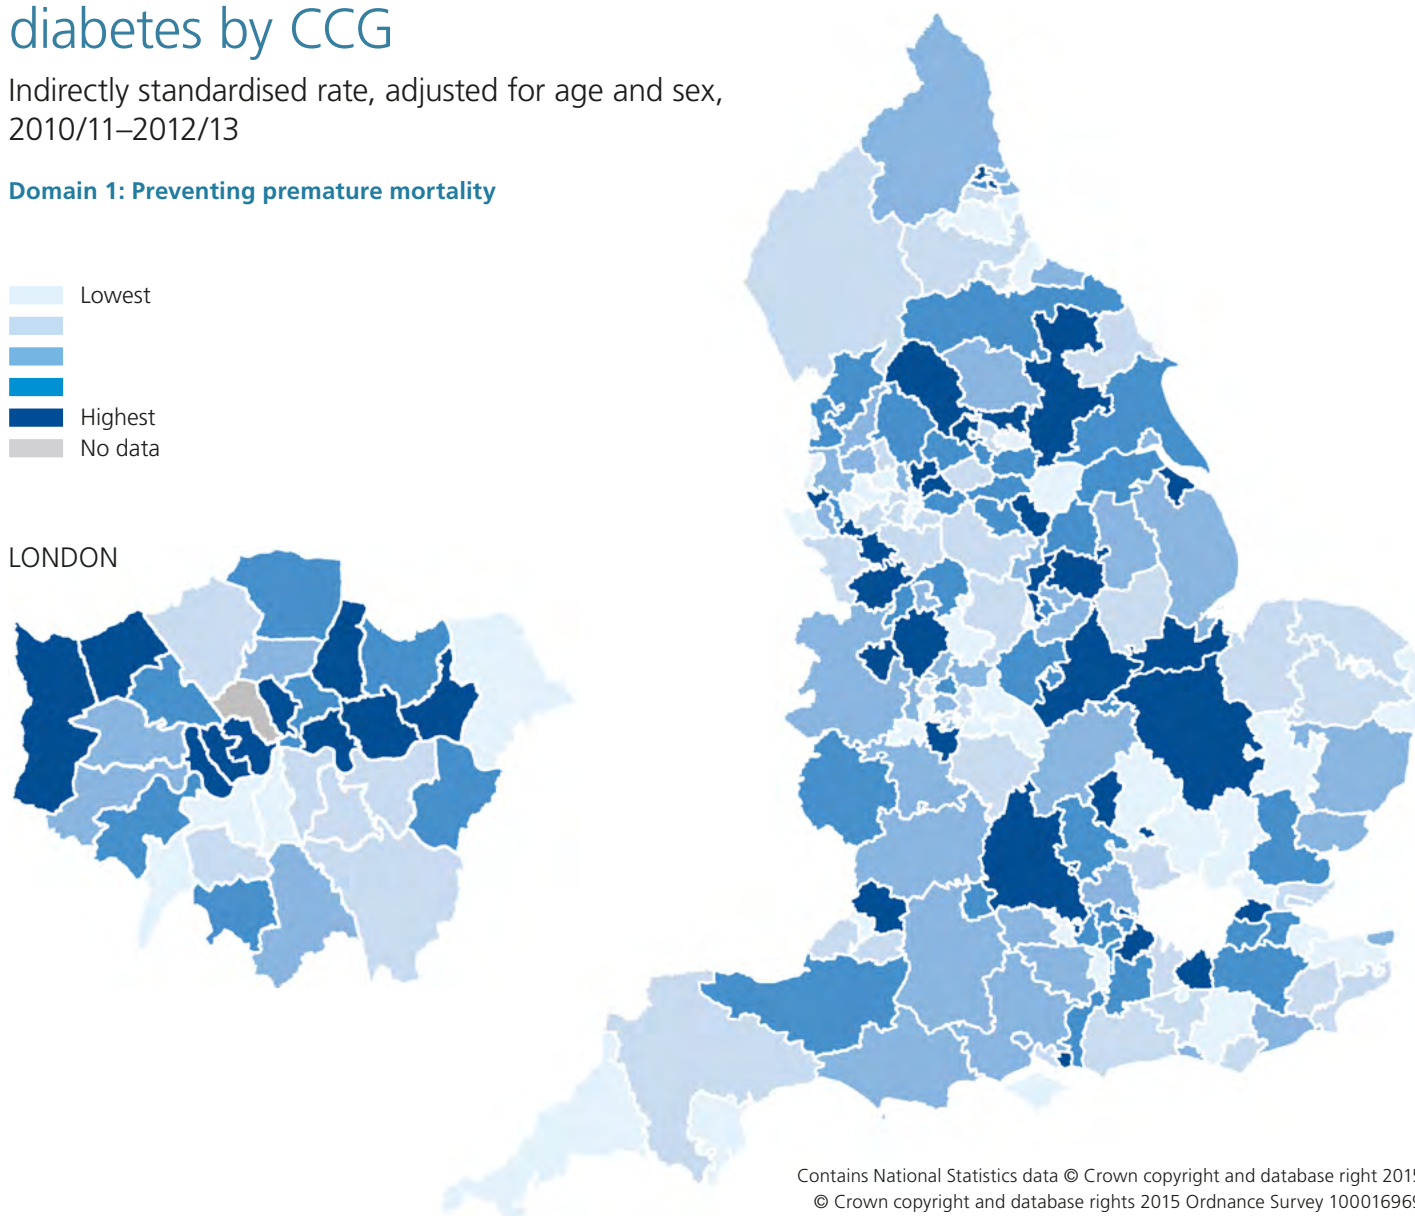 diabetes by CCG
Indirectly standardised rate, adjusted for age and sex,
2010/11–2012/13
Domain 1: Preventing premature mortality
Lowest
Highest
No data
LONDON
Contains National Statistics data © Crown copyright and database right 2015
© Crown copyright and database rights 2015 Ordnance Survey 100016969